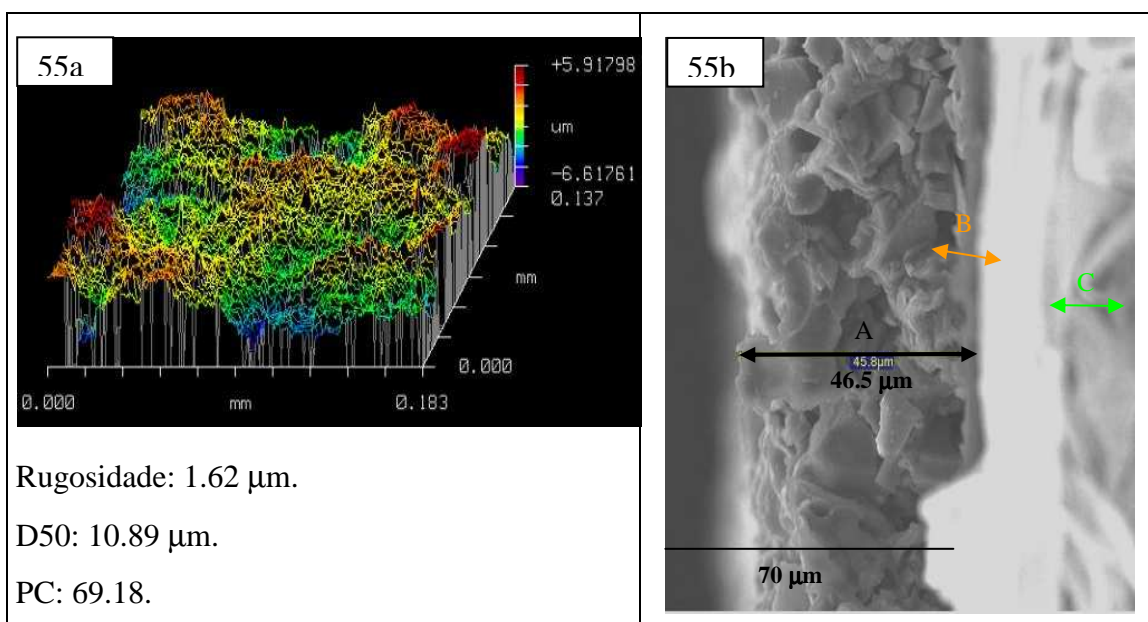 55a
+5.91798
um
-6.61761
0.137
mm
0.000
0.000
mm
0.183
Rugosidade: 1.62 μm.
D50: 10.89 μm.
PC: 69.18.
55b
B
C
A
45.8µm
46.5 μm
70 μm